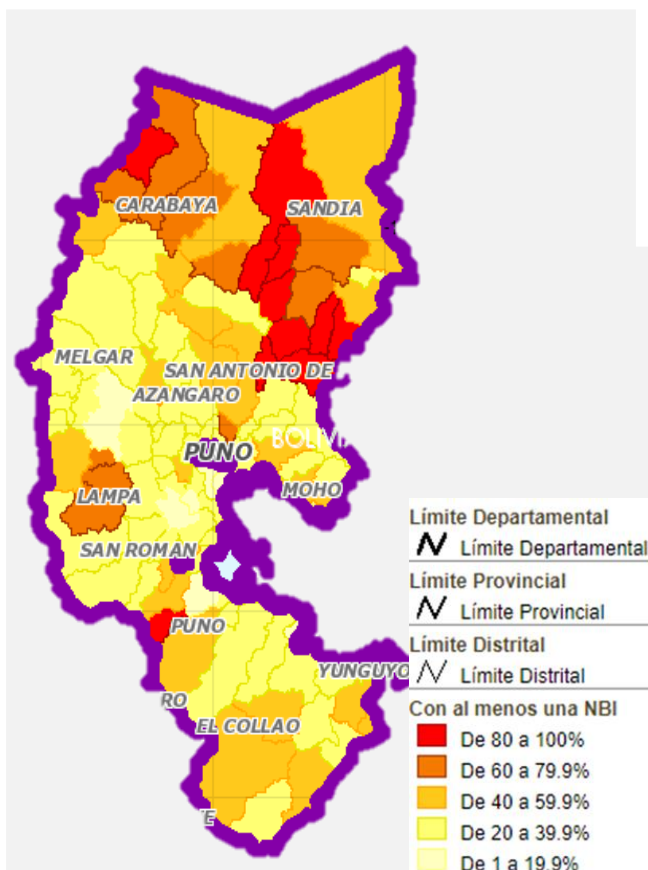 CARABAYA
SANDIA
MELGAR
SAN ANTONIO DE
AZANGARO
BOLIVIA
PUNO
LAMPA
MOHO
SAN ROMAN
PUNO
YUNGUYO
RO
EL COLLAO
E
Límite Departamental
Límite Departamental
Límite Provincial
Límite Provincial
Límite Distrital
Límite Distrital
Con al menos una NBI
De 80 a 100%
De 60 a 79.9%
De 40 a 59.9%
De 20 a 39.9%
De 1 a 19.9%